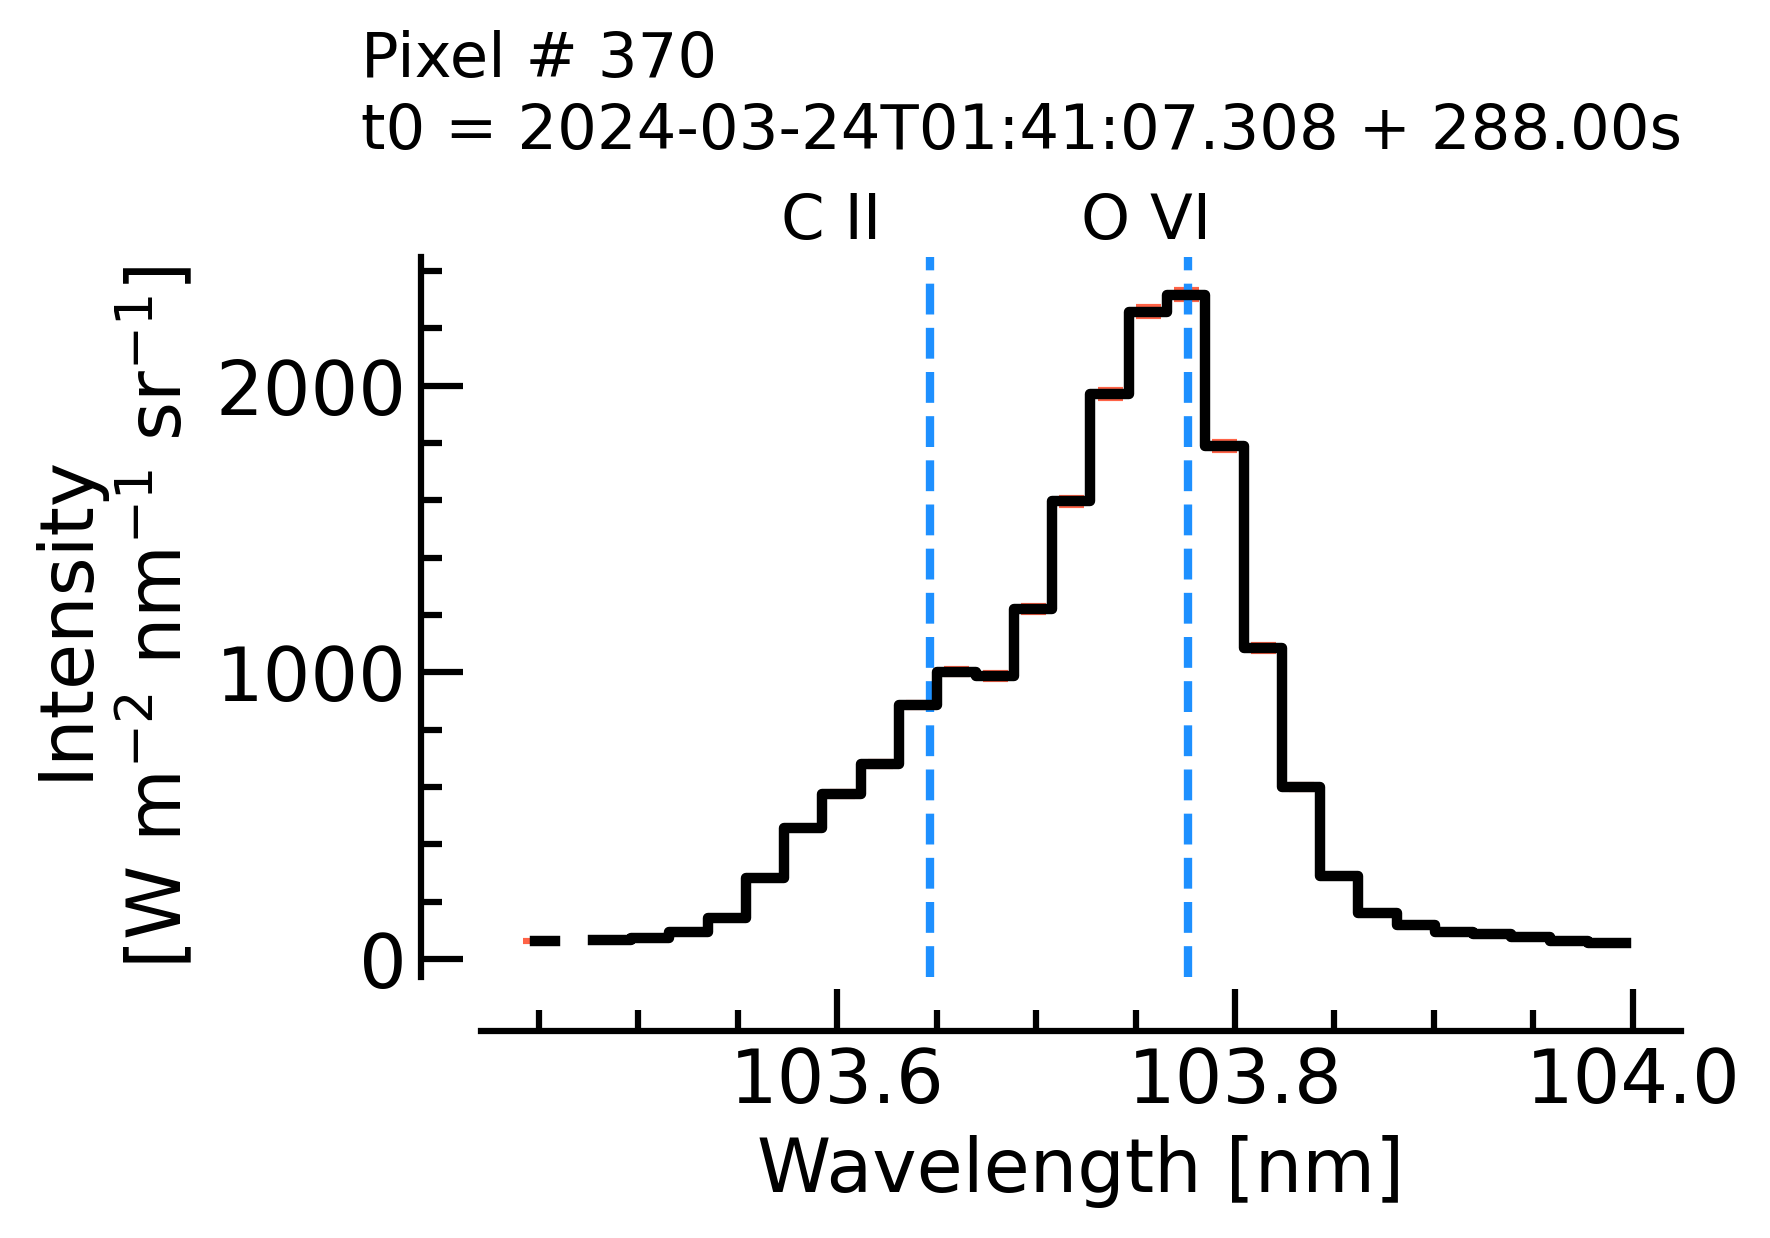 Pixel # 370
t0 = 2024-03-24T01:41:07.308 + 288.00s
C II O VI
Intensity
[W m⁻² nm⁻¹ sr⁻¹]
2000
1000
0
103.6 103.8 104.0
Wavelength [nm]